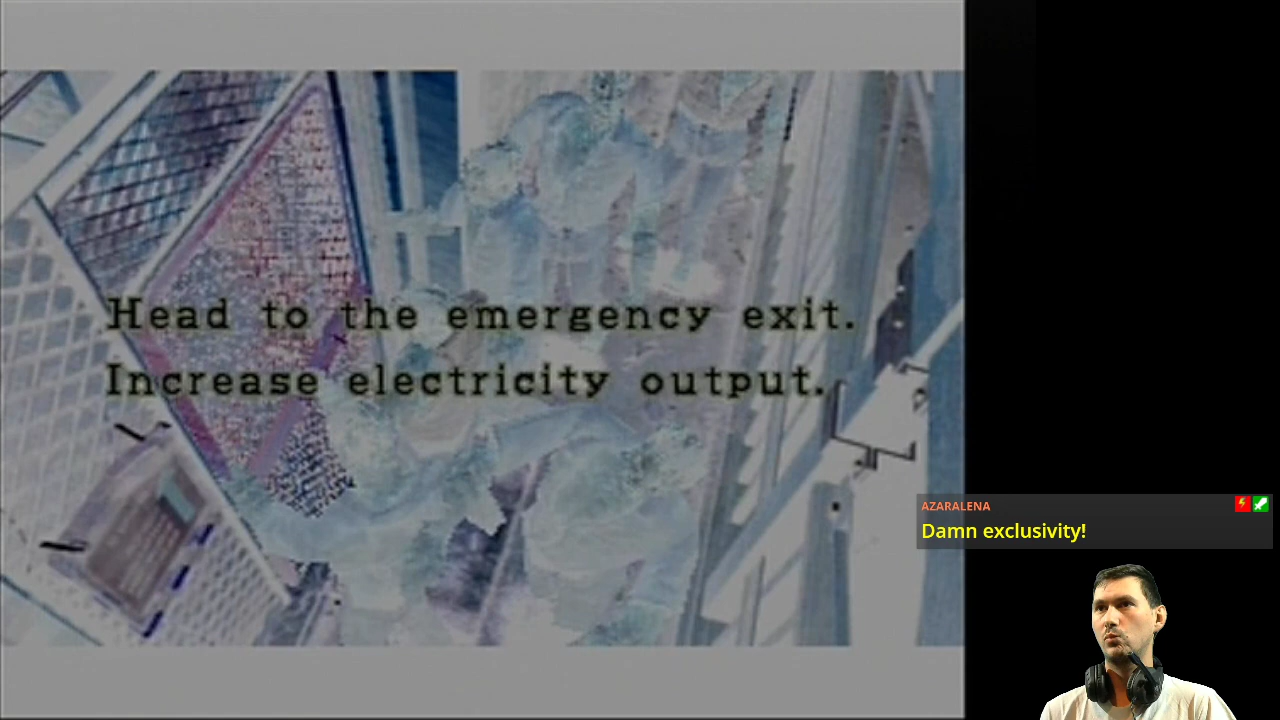 Head to the emergency exit.
Increase electricity output.
AZARALENA
Damn exclusivity!